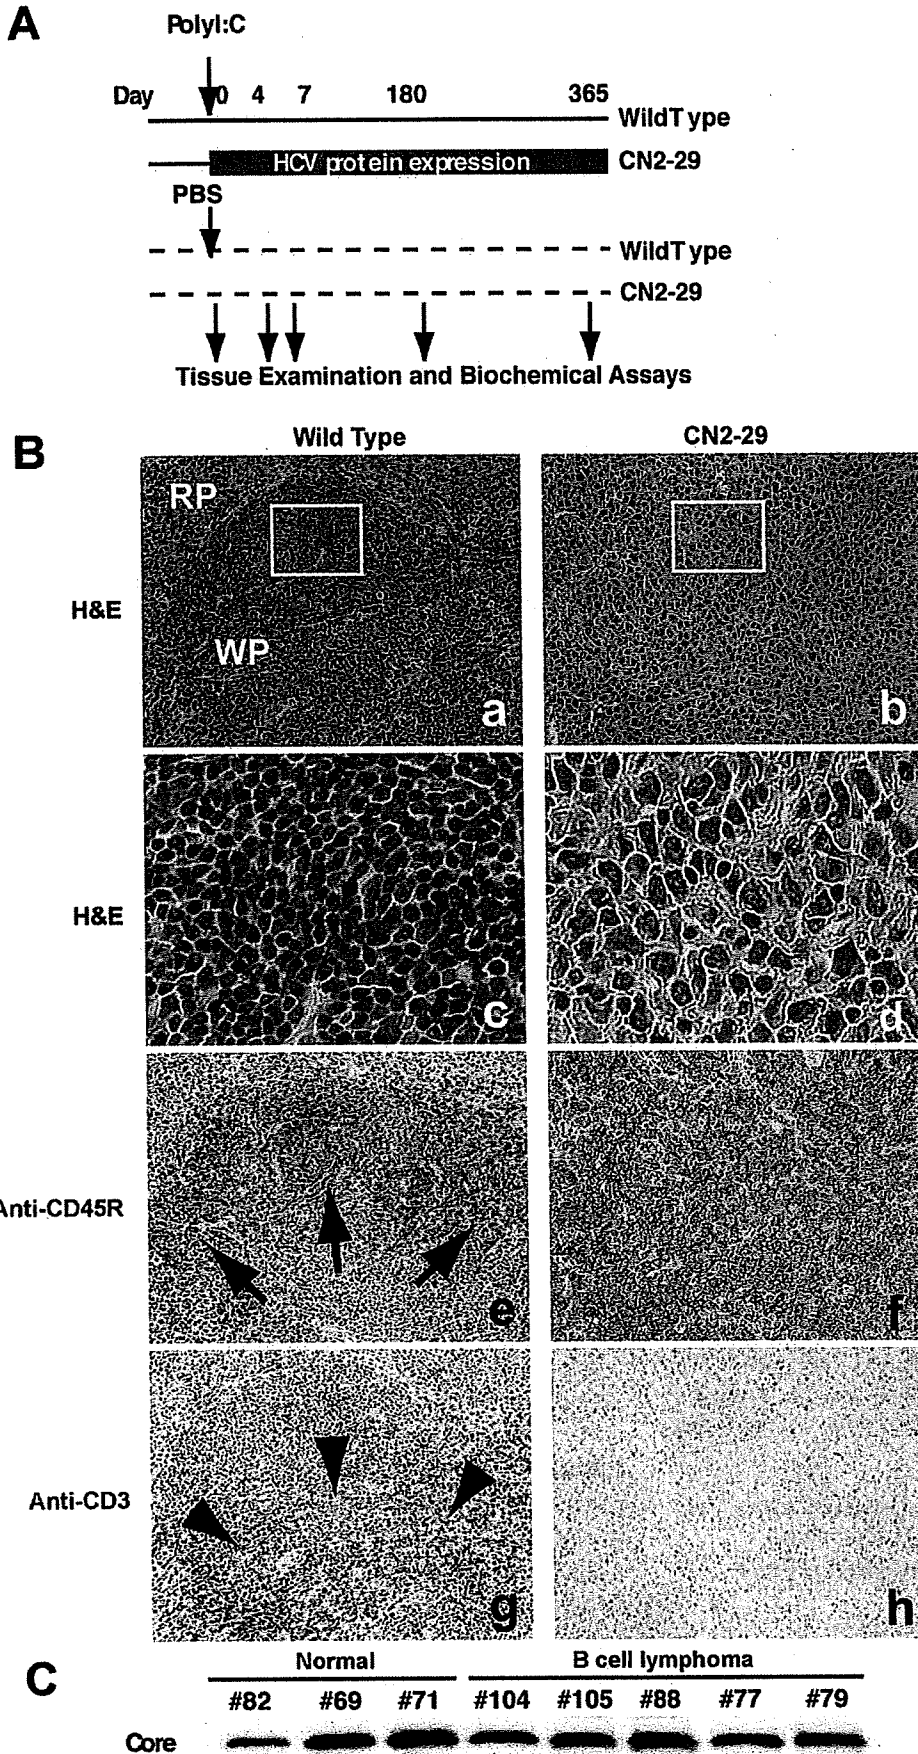 A
PolyI:C
Day 0 4 7 180 365
WildType
HCV protein expression CN2-29
PBS
WildType
CN2-29
Tissue Examination and Biochemical Assays
B
Wild Type CN2-29
RP
H&E
WP
a b
H&E
c d
Anti-CD45R
e f
Anti-CD3
g h
C
Normal B cell lymphoma
#82 #69 #71 #104 #105 #88 #77 #79
Core